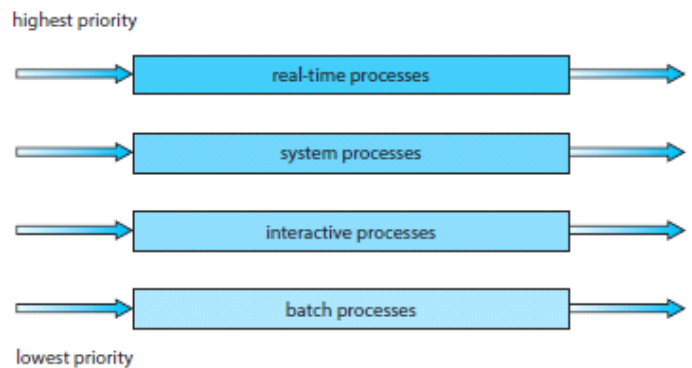 highest priority
real-time processes
system processes
interactive processes
batch processes
lowest priority